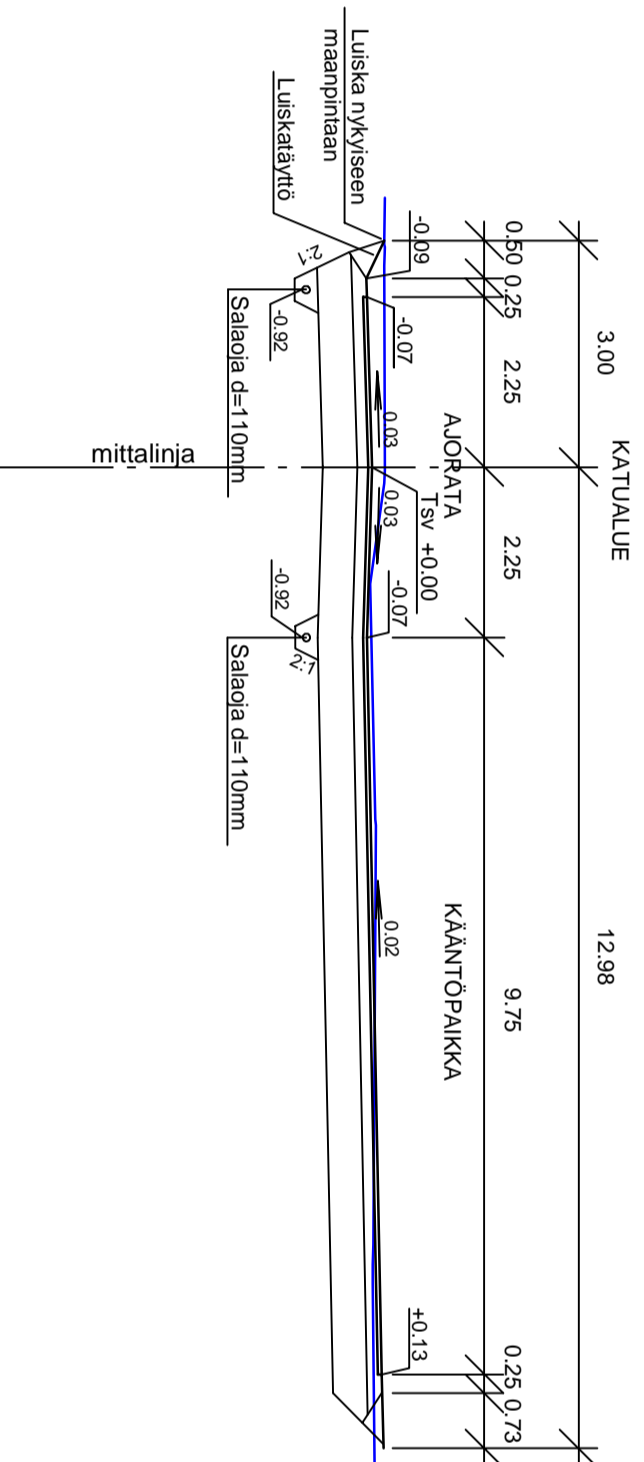 KATUALUE
3.00
12.98
0.50
0.25
2.25
2.25
9.75
0.25
0.73
AJORATA
KÄÄNTÖPAIKKA
Tsv +0.00
-0.09
-0.07
-0.07
+0.13
0.03
0.03
0.02
Luiska nykyiseen
maanpintaan
Luiskatäyttö
2:1
2:1
-0.92
-0.92
Salaoja d=110mm
Salaoja d=110mm
mittalinja